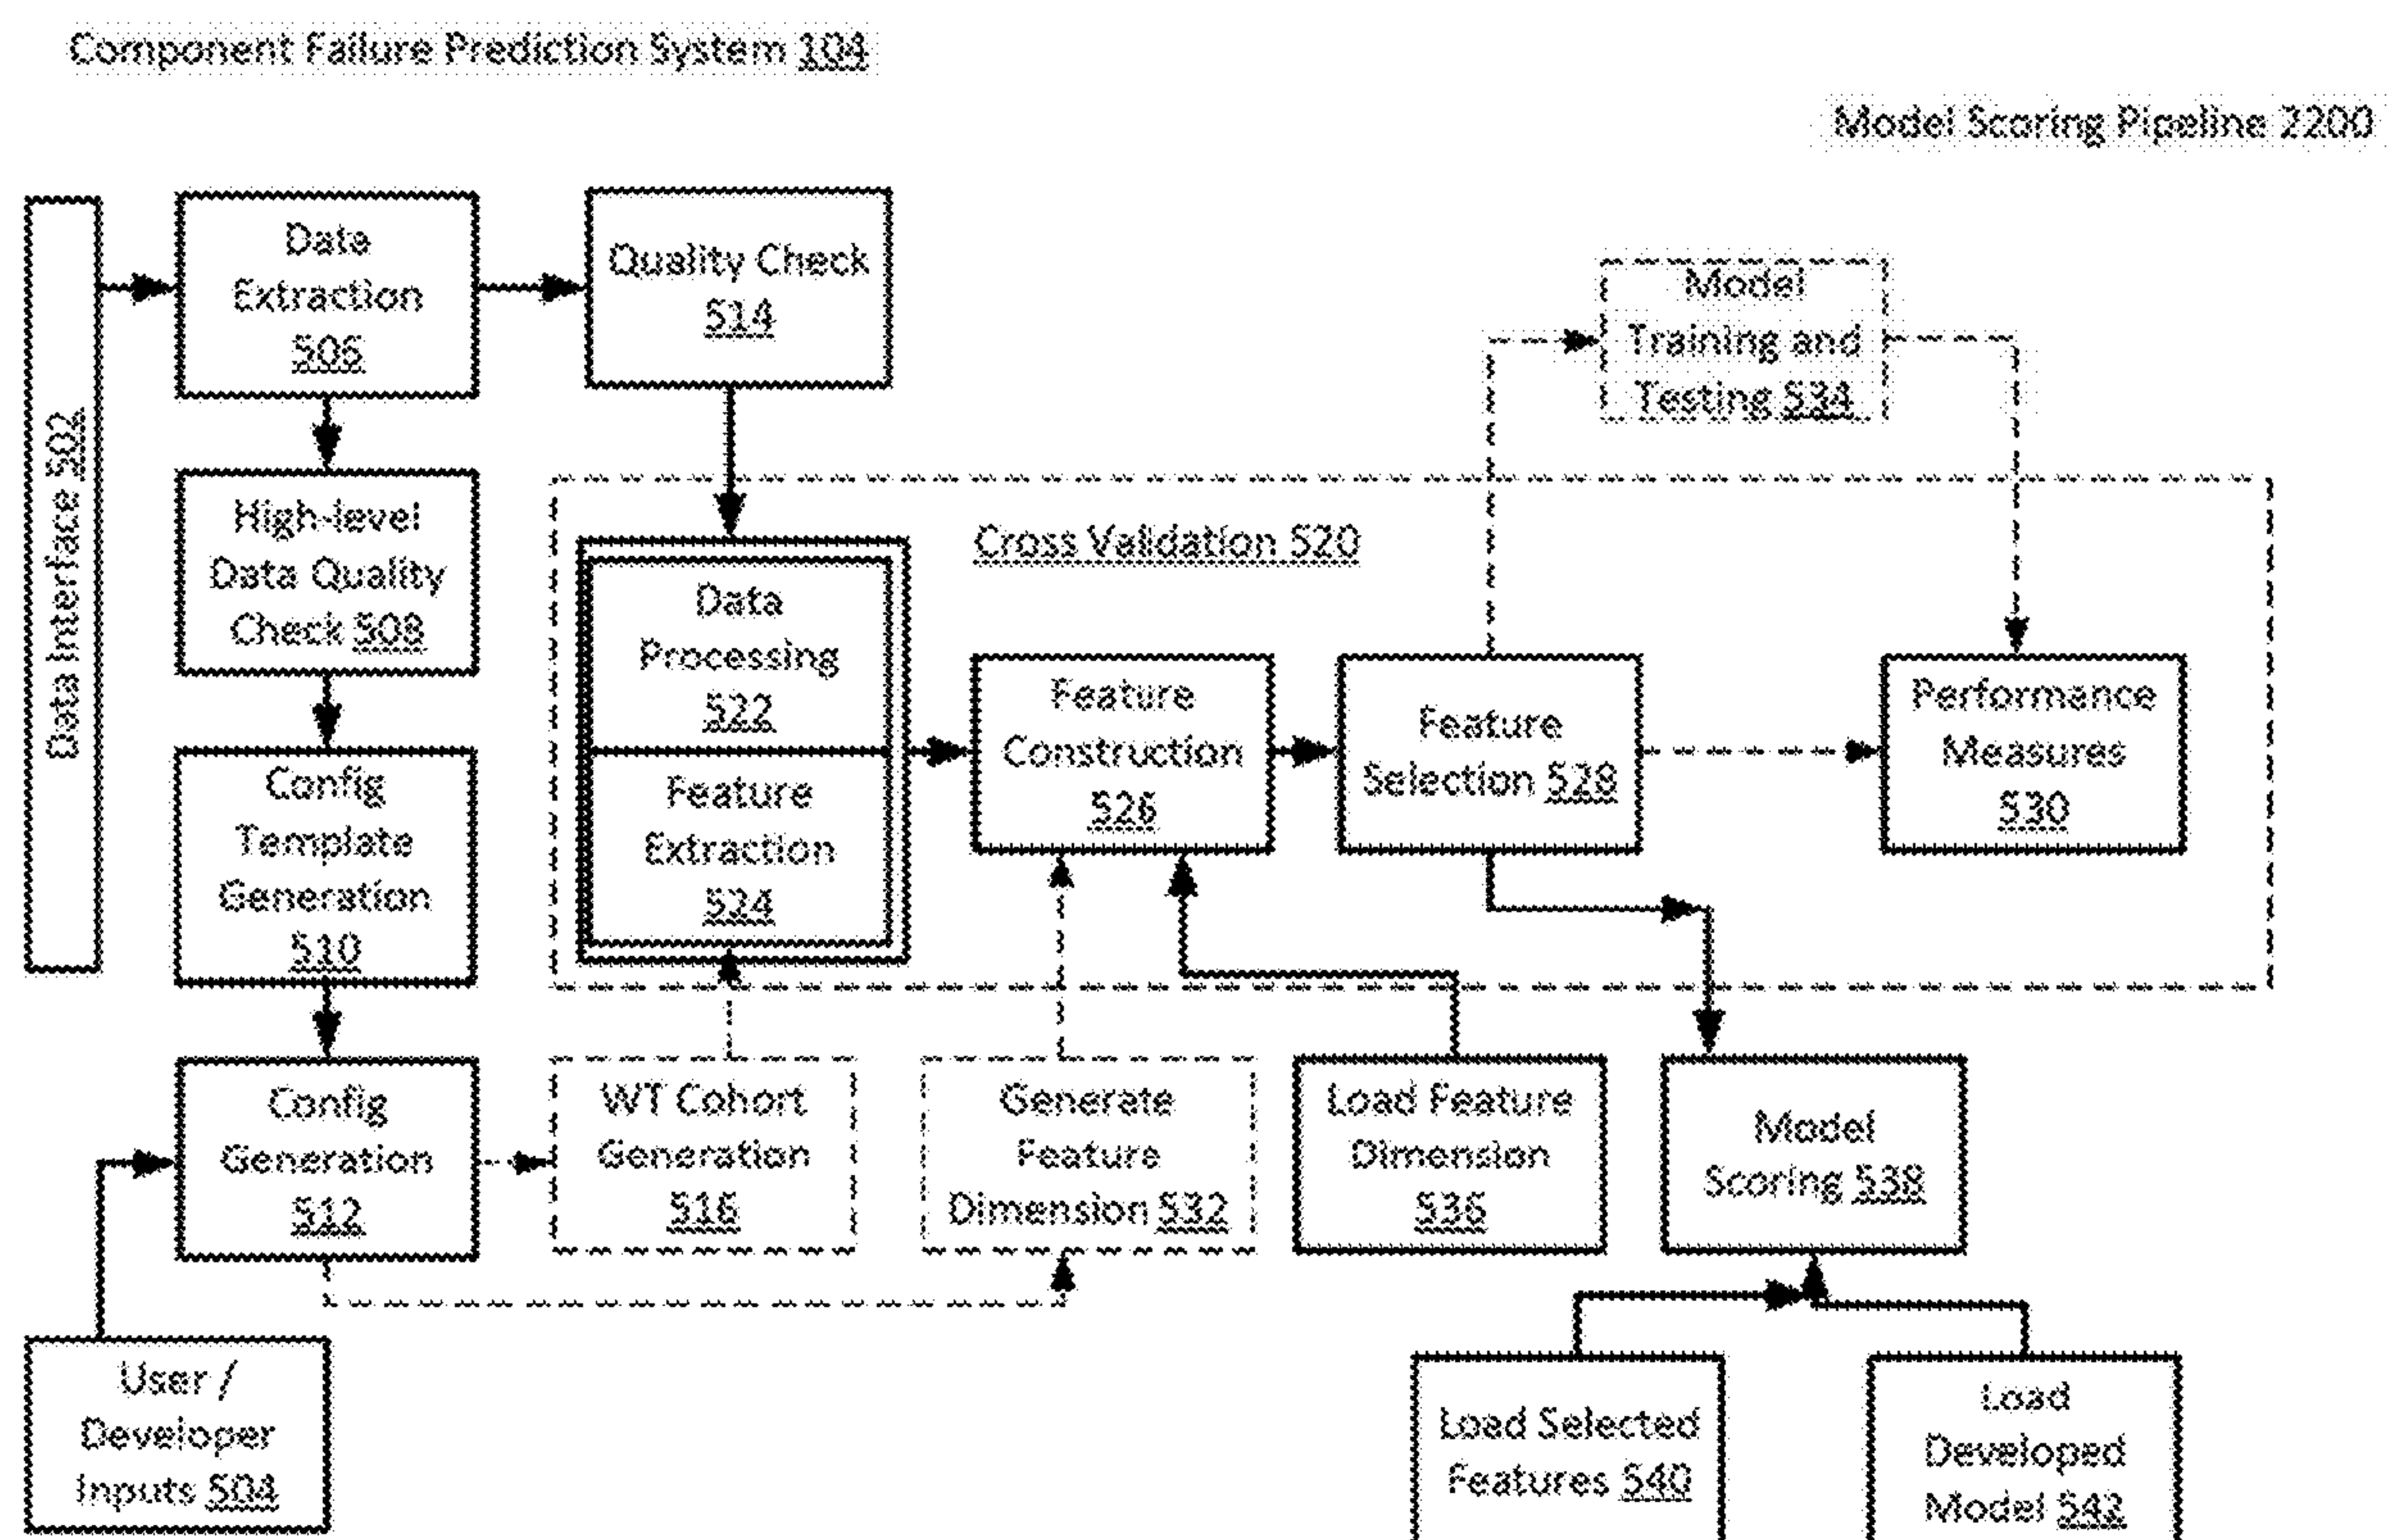 Component Failure Prediction System 104
Model Scoring Pipeline 2200
Data Interface 502
Data
Extraction
506
Quality Check
514
Model
Training and
Testing 534
High-level
Data Quality
Check 508
Cross Validation 520
Data
Processing
522
Feature
Extraction
524
Feature
Construction
526
Feature
Selection 528
Performance
Measures
530
Config
Template
Generation
510
Config
Generation
512
WT Cohort
Generation
516
Generate
Feature
Dimension 532
Load Feature
Dimension
536
Model
Scoring 538
User /
Developer
Inputs 504
Load Selected
Features 540
Load
Developed
Model 542